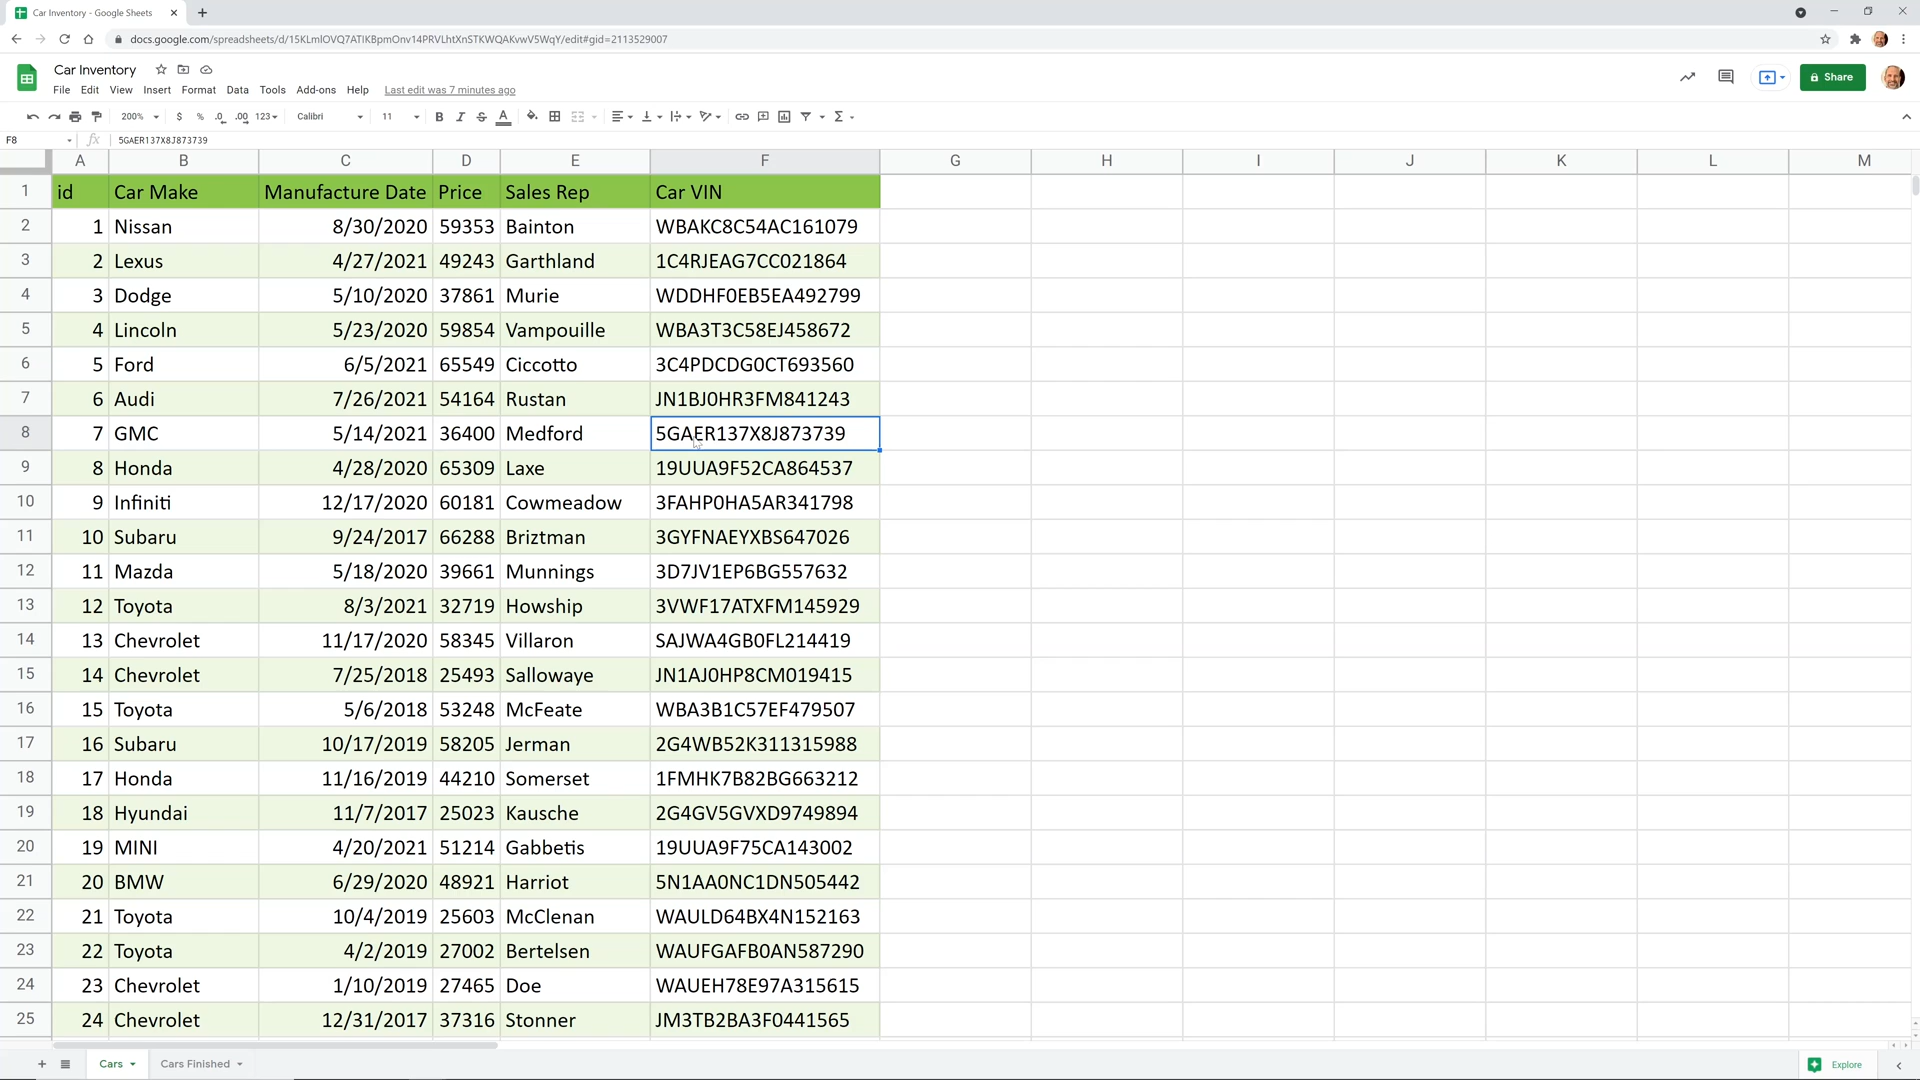 Car Inventory - Google Sheets
docs.google.com/spreadsheets/d/15KLmlOVQ7ATIKBpmOnv14PRVLhtXnSTKWQAKvwV5WqY/edit#gid=2113529007
Car Inventory
Share
File Edit View Insert Format Data Tools Add-ons Help Last edit was 7 minutes ago
200% $ % .0 .00 123 Calibri 11 B I S A Σ
F8 fx 5GAER137X8J873739
A B C D E F G H I J K L M
1 id Car Make Manufacture Date Price Sales Rep Car VIN
2 1 Nissan 8/30/2020 59353 Bainton WBAKC8C54AC161079
3 2 Lexus 4/27/2021 49243 Garthland 1C4RJEAG7CC021864
4 3 Dodge 5/10/2020 37861 Murie WDDHF0EB5EA492799
5 4 Lincoln 5/23/2020 59854 Vampouille WBA3T3C58EJ458672
6 5 Ford 6/5/2021 65549 Ciccotto 3C4PDCDG0CT693560
7 6 Audi 7/26/2021 54164 Rustan JN1BJ0HR3FM841243
8 7 GMC 5/14/2021 36400 Medford 5GAER137X8J873739
9 8 Honda 4/28/2020 65309 Laxe 19UUA9F52CA864537
10 9 Infiniti 12/17/2020 60181 Cowmeadow 3FAHP0HA5AR341798
11 10 Subaru 9/24/2017 66288 Briztman 3GYFNAEYXBS647026
12 11 Mazda 5/18/2020 39661 Munnings 3D7JV1EP6BG557632
13 12 Toyota 8/3/2021 32719 Howship 3VWF17ATXFM145929
14 13 Chevrolet 11/17/2020 58345 Villaron SAJWA4GB0FL214419
15 14 Chevrolet 7/25/2018 25493 Sallowaye JN1AJ0HP8CM019415
16 15 Toyota 5/6/2018 53248 McFeate WBA3B1C57EF479507
17 16 Subaru 10/17/2019 58205 Jerman 2G4WB52K311315988
18 17 Honda 11/16/2019 44210 Somerset 1FMHK7B82BG663212
19 18 Hyundai 11/7/2017 25023 Kausche 2G4GV5GVXD9749894
20 19 MINI 4/20/2021 51214 Gabbetis 19UUA9F75CA143002
21 20 BMW 6/29/2020 48921 Harriot 5N1AA0NC1DN505442
22 21 Toyota 10/4/2019 25603 McClenan WAULD64BX4N152163
23 22 Toyota 4/2/2019 27002 Bertelsen WAUFGAFB0AN587290
24 23 Chevrolet 1/10/2019 27465 Doe WAUEH78E97A315615
25 24 Chevrolet 12/31/2017 37316 Stonner JM3TB2BA3F0441565
Cars Cars Finished Explore